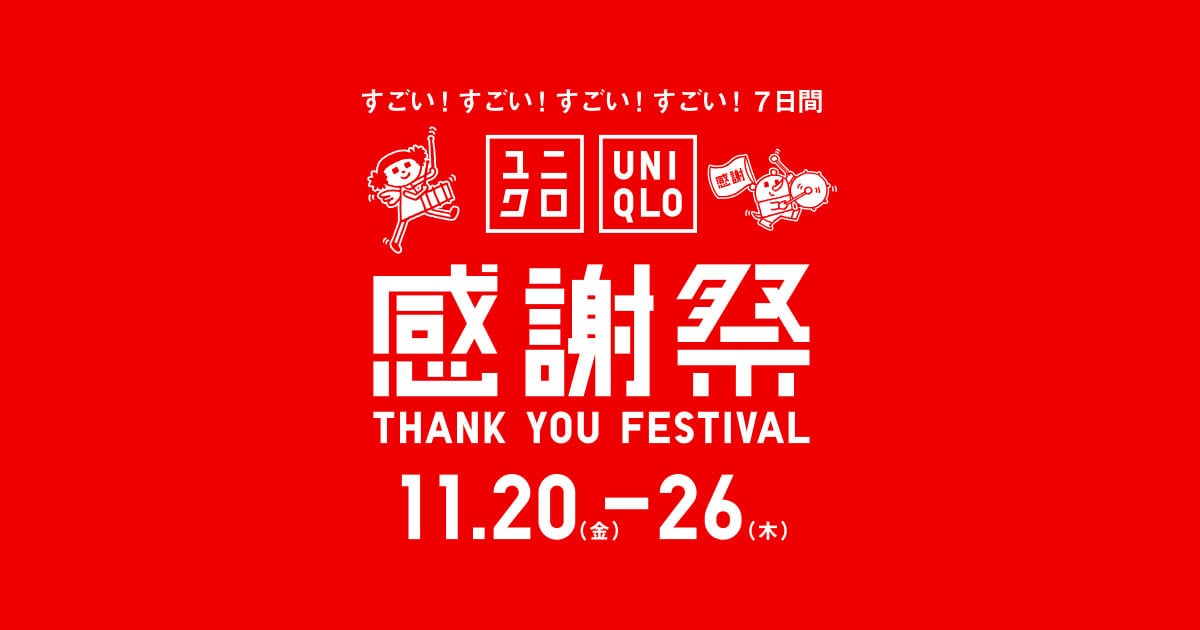 すごい！すごい！すごい！すごい！７日間
ユニ
クロ
UNI
QLO
感謝
感謝祭
THANK YOU FESTIVAL
11.20（金）−26（木）